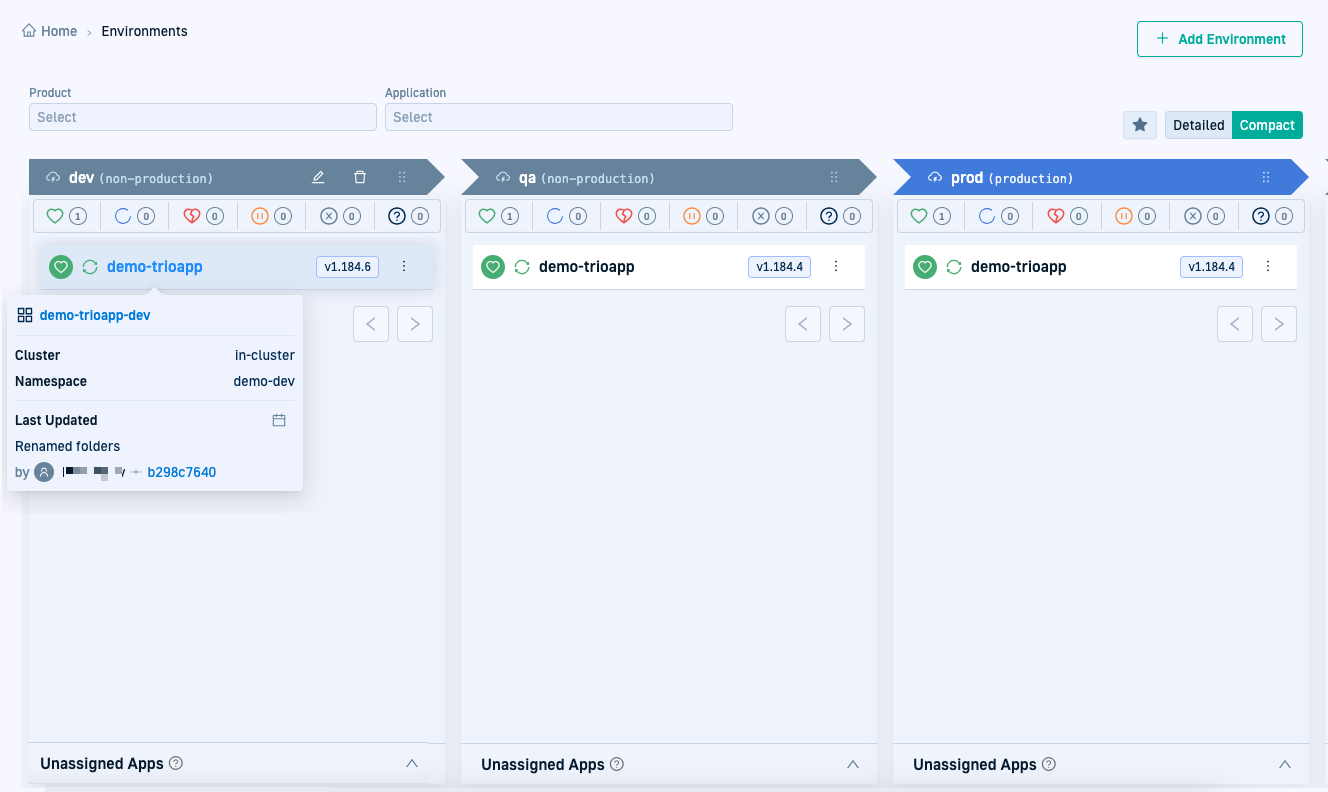 Home › Environments
+ Add Environment
Product
Application
Select
Select
Detailed
Compact
dev (non-production)
1 0 0 0 0 ? 0
demo-trioapp
v1.184.6
demo-trioapp-dev
Cluster in-cluster
Namespace demo-dev
Last Updated
Renamed folders
by
b298c7640
Unassigned Apps ?
qa (non-production)
1 0 0 0 0 ? 0
demo-trioapp
v1.184.4
Unassigned Apps ?
prod (production)
1 0 0 0 0 ? 0
demo-trioapp
v1.184.4
Unassigned Apps ?